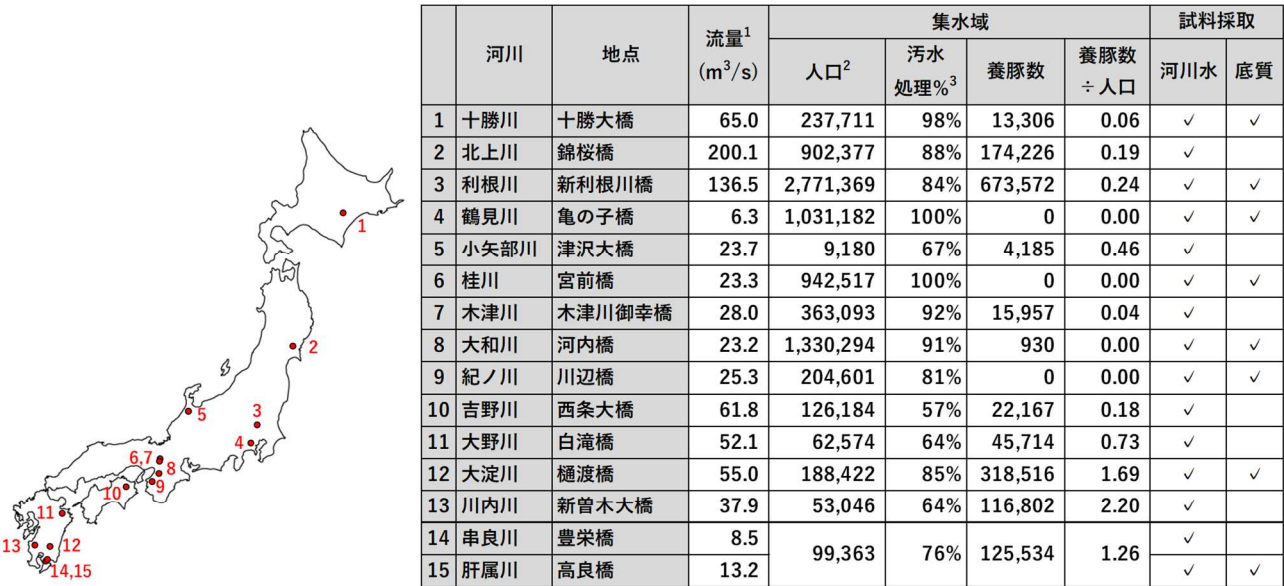 河川 地点 流量1 (m3/s) 集水域 試料採取
人口2 汚水処理%3 養豚数 養豚数÷人口 河川水 底質
1 十勝川 十勝大橋 65.0 237,711 98% 13,306 0.06 ✓ ✓
2 北上川 錦桜橋 200.1 902,377 88% 174,226 0.19 ✓
3 利根川 新利根川橋 136.5 2,771,369 84% 673,572 0.24 ✓ ✓
4 鶴見川 亀の子橋 6.3 1,031,182 100% 0 0.00 ✓ ✓
5 小矢部川 津沢大橋 23.7 9,180 67% 4,185 0.46 ✓
6 桂川 宮前橋 23.3 942,517 100% 0 0.00 ✓ ✓
7 木津川 木津川御幸橋 28.0 363,093 92% 15,957 0.04 ✓
8 大和川 河内橋 23.2 1,330,294 91% 930 0.00 ✓ ✓
9 紀ノ川 川辺橋 25.3 204,601 81% 0 0.00 ✓ ✓
10 吉野川 西条大橋 61.8 126,184 57% 22,167 0.18 ✓
11 大野川 白滝橋 52.1 62,574 64% 45,714 0.73 ✓
12 大淀川 樋渡橋 55.0 188,422 85% 318,516 1.69 ✓ ✓
13 川内川 新曽木大橋 37.9 53,046 64% 116,802 2.20 ✓
14 串良川 豊栄橋 8.5 99,363 76% 125,534 1.26 ✓
15 肝属川 高良橋 13.2 ✓ ✓
1
2
3
4
5
6,7
8
9
10
11
12
13
14,15